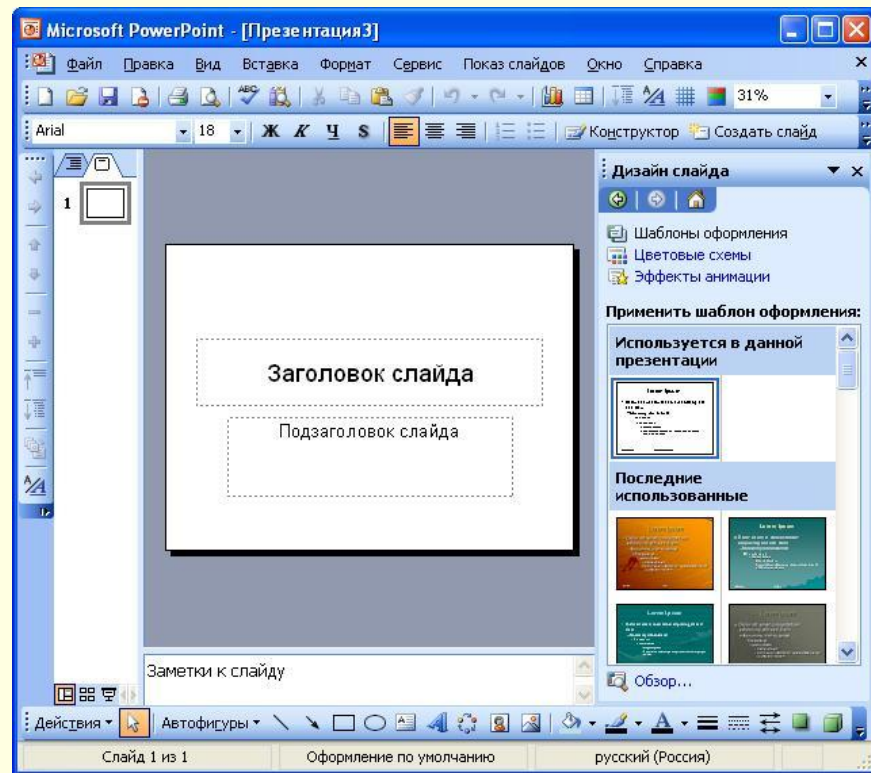 Microsoft PowerPoint - [Презентация3]
Файл Правка Вид Вставка Формат Сервис Показ слайдов Окно Справка
31%
Arial 18 Ж К Ч S Конструктор Создать слайд
Дизайн слайда
1
Шаблоны оформления
Цветовые схемы
Эффекты анимации
Применить шаблон оформления:
Используется в данной
презентации
Заголовок слайда
Подзаголовок слайда
Последние
использованные
Заметки к слайду
Обзор...
Действия Автофигуры
Слайд 1 из 1 Оформление по умолчанию русский (Россия)